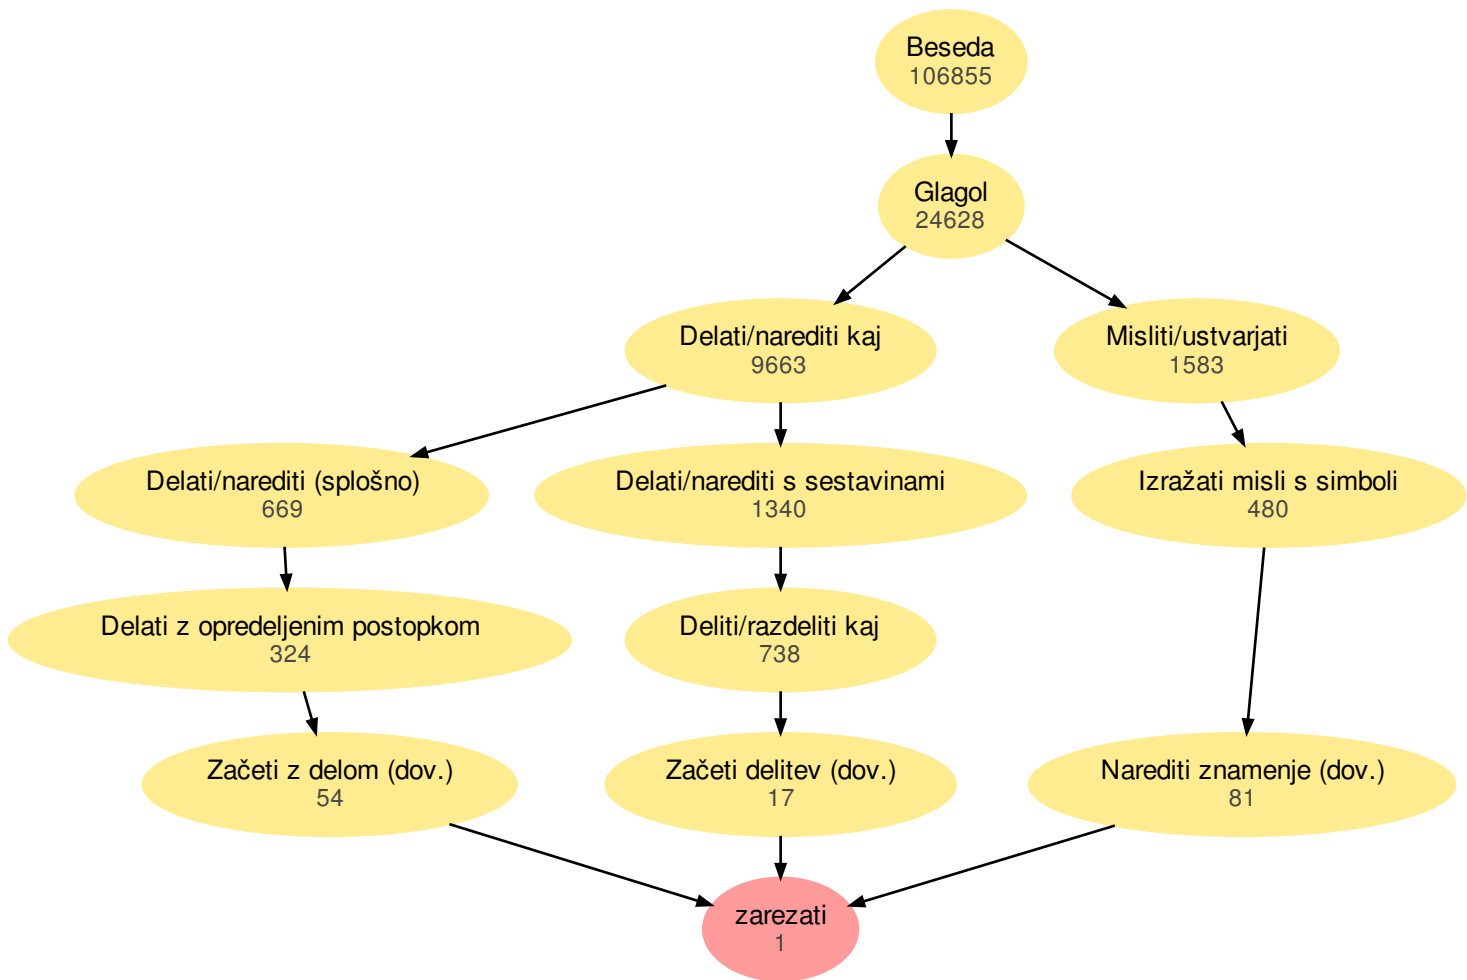 Beseda
106855
Glagol
24628
Delati/narediti kaj
9663
Misliti/ustvarjati
1583
Delati/narediti (splošno)
669
Delati/narediti s sestavinami
1340
Izražati misli s simboli
480
Delati z opredeljenim postopkom
324
Deliti/razdeliti kaj
738
Začeti z delom (dov.)
54
Začeti delitev (dov.)
17
Narediti znamenje (dov.)
81
zarezati
1